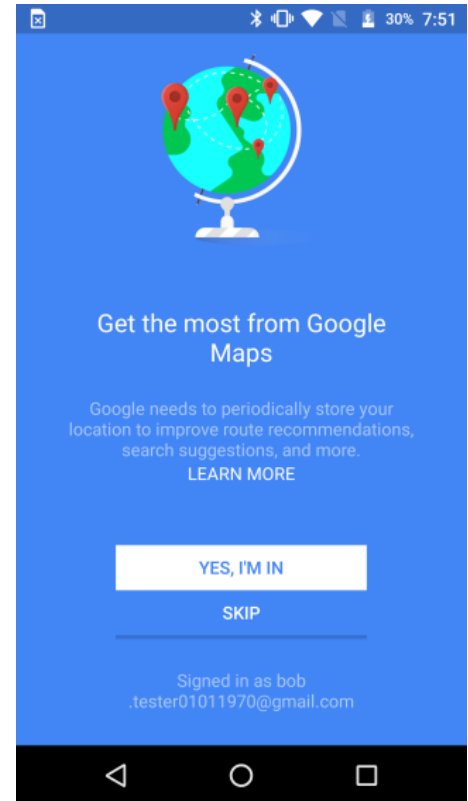 30% 7:51
Get the most from Google
Maps
Google needs to periodically store your
location to improve route recommendations,
search suggestions, and more.
LEARN MORE
YES, I'M IN
SKIP
Signed in as bob
.tester01011970@gmail.com